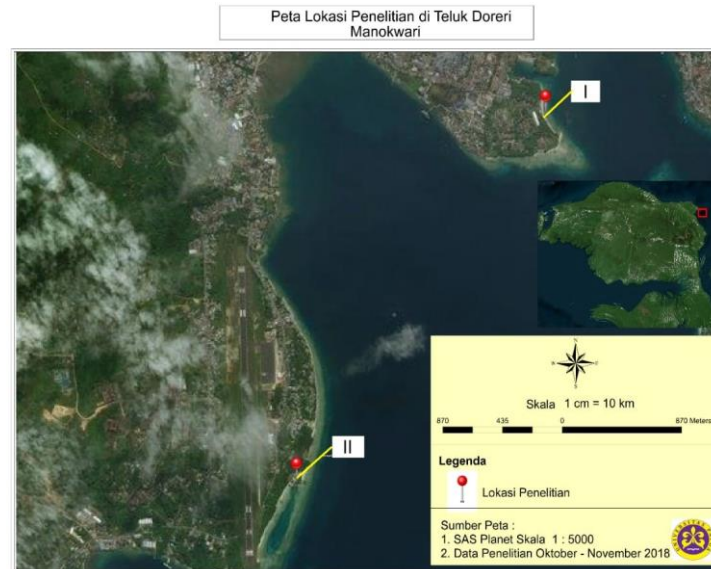 Peta Lokasi Penelitian di Teluk Doreri
Manokwari
I
II
Skala 1 cm = 10 km
870 435 0 870 Meters
Legenda
Lokasi Penelitian
Sumber Peta :
1. SAS Planet Skala 1 : 5000
2. Data Penelitian Oktober - November 2018